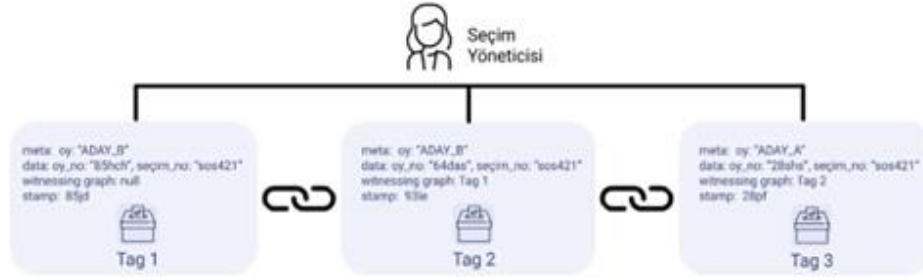 Seçim
Yöneticisi
meta: oy: "ADAY_B"
data: oy_no: "85hch", seçim_no: "sos421"
witnessing graph: null
stamp: 85jd
Tag 1
meta: oy: "ADAY_B"
data: oy_no: "64das", seçim_no: "sos421"
witnessing graph: Tag 1
stamp: 93ie
Tag 2
meta: oy: "ADAY_A"
data: oy_no: "28shs", seçim_no: "sos421"
witnessing graph: Tag 2
stamp: 28pf
Tag 3